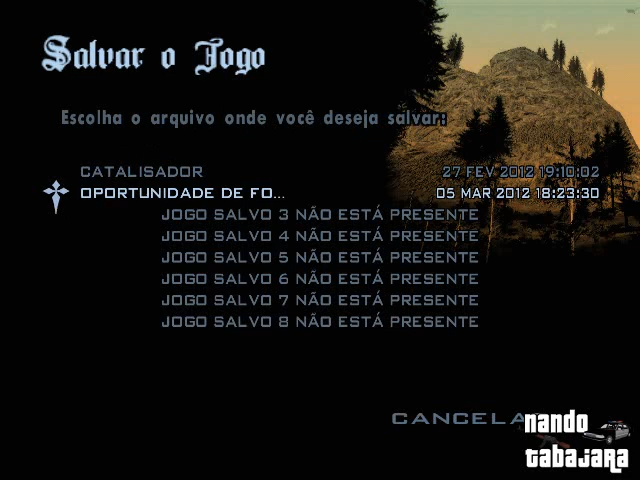 Salvar o Jogo
Escolha o arquivo onde você deseja salvar:
CATALISADOR 27 FEV 2012 19:10:02
OPORTUNIDADE DE FO... 05 MAR 2012 18:23:30
JOGO SALVO 3 NÃO ESTÁ PRESENTE
JOGO SALVO 4 NÃO ESTÁ PRESENTE
JOGO SALVO 5 NÃO ESTÁ PRESENTE
JOGO SALVO 6 NÃO ESTÁ PRESENTE
JOGO SALVO 7 NÃO ESTÁ PRESENTE
JOGO SALVO 8 NÃO ESTÁ PRESENTE
CANCELA
NANDO
TABAJARA